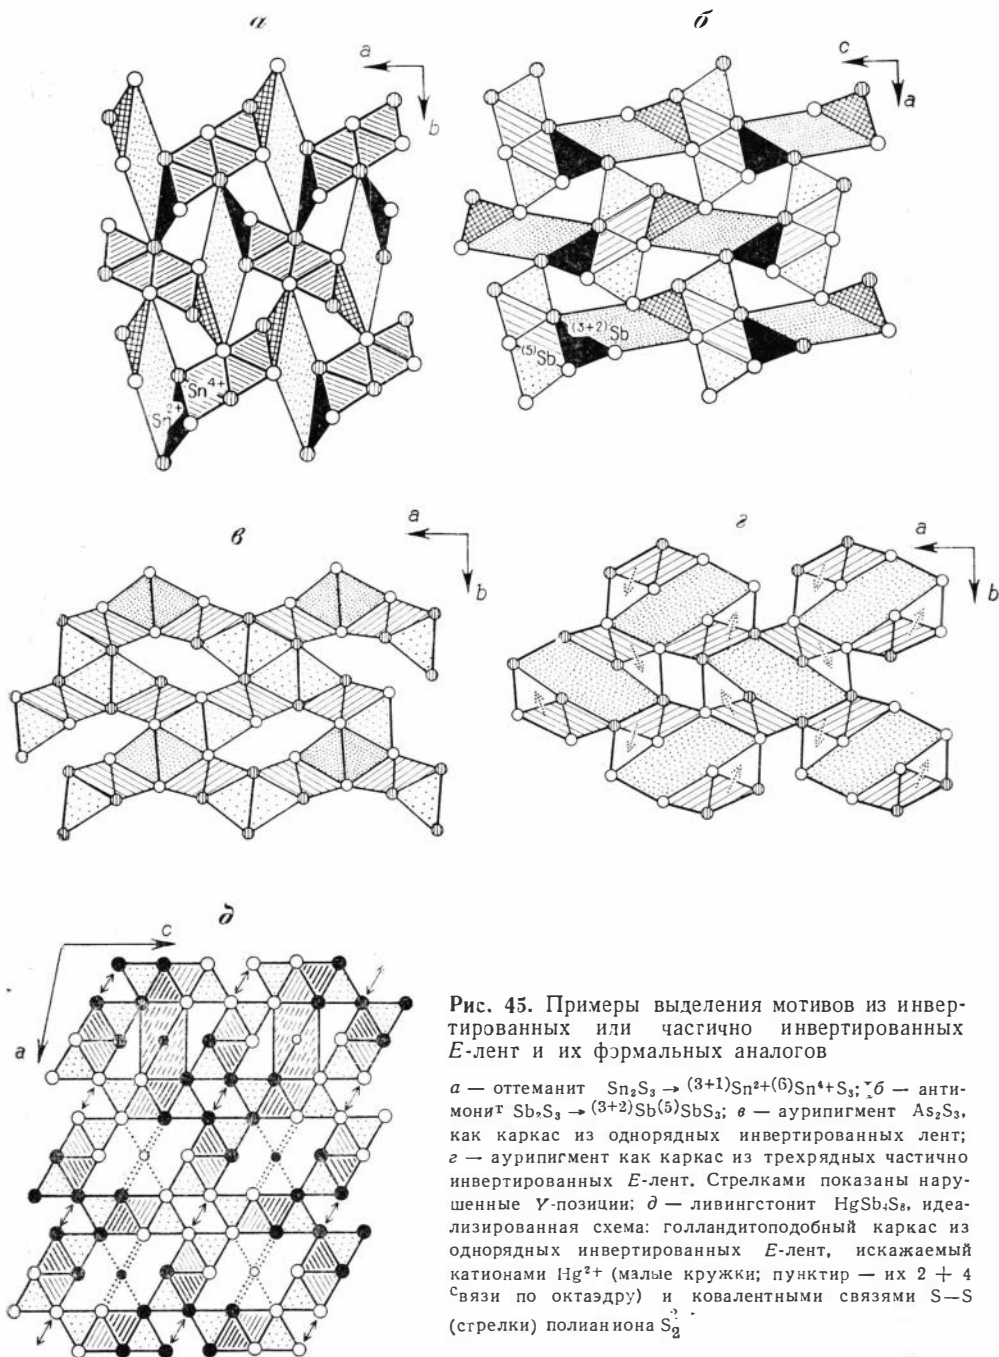 а
б
a
b
c
a
Sn²⁺
Sn⁴⁺
(3+2)Sb
(5)Sb
в
a
b
г
a
b
д
c
a
Рис. 45. Примеры выделения мотивов из инвер-
тированных или частично инвертированных
Е-лент и их формальных аналогов
а — оттеманит Sn₂S₃ → ⁽³⁺¹⁾Sn²⁺⁽⁶⁾Sn⁴⁺S₃; б — анти-
монит Sb₂S₃ → ⁽³⁺²⁾Sb⁽⁵⁾SbS₃; в — аурипигмент As₂S₃,
как каркас из однорядных инвертированных лент;
г — аурипигмент как каркас из трехрядных частично
инвертированных Е-лент. Стрелками показаны нару-
шенные Y-позиции; д — ливингстонит HgSb₄S₈, идеа-
лизированная схема: голландитоподобный каркас из
однорядных инвертированных Е-лент, искажаемый
катионами Hg²⁺ (малые кружки; пунктир — их 2 + 4
связи по октаэдру) и ковалентными связями S—S
(стрелки) полианиона S₂²⁻